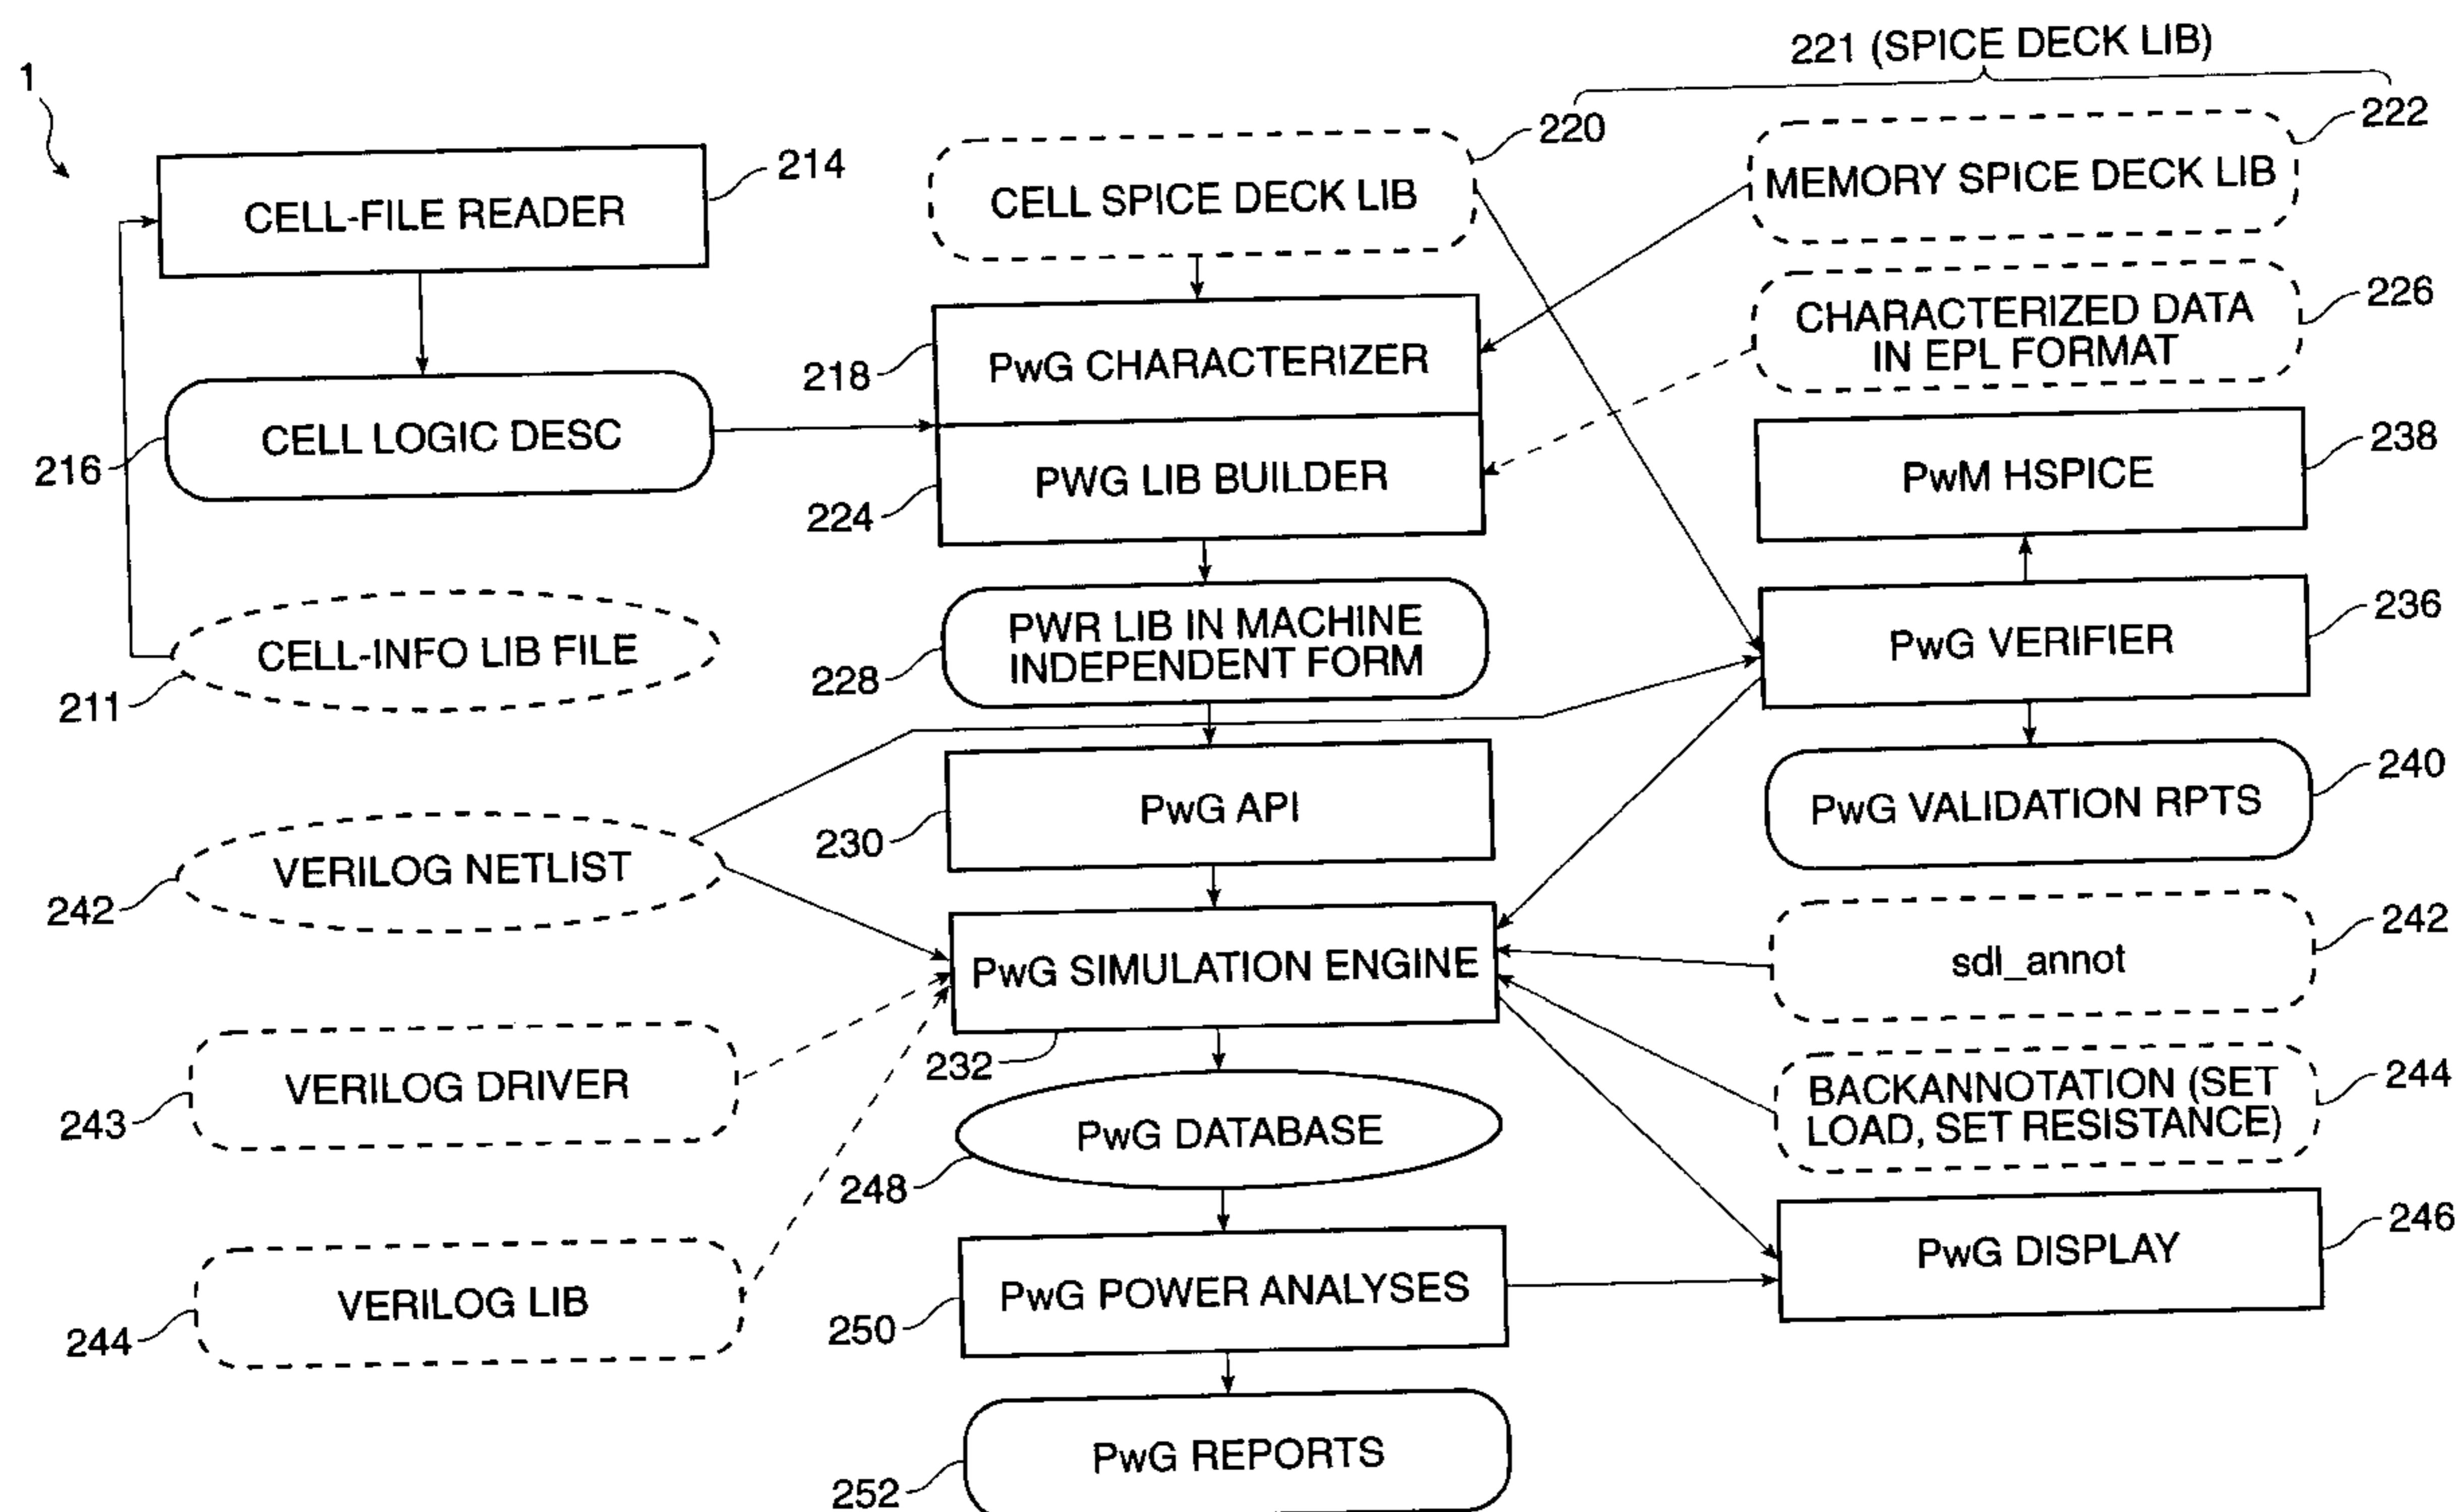 221 (SPICE DECK LIB)
1
220
222
214
CELL-FILE READER
CELL SPICE DECK LIB
MEMORY SPICE DECK LIB
226
CHARACTERIZED DATA
IN EPL FORMAT
218
PwG CHARACTERIZER
216
CELL LOGIC DESC
224
PWG LIB BUILDER
238
PwM HSPICE
211
CELL-INFO LIB FILE
228
PWR LIB IN MACHINE
INDEPENDENT FORM
236
PwG VERIFIER
230
PwG API
240
PwG VALIDATION RPTS
242
VERILOG NETLIST
242
sdl_annot
PwG SIMULATION ENGINE
232
243
VERILOG DRIVER
244
BACKANNOTATION (SET
LOAD, SET RESISTANCE)
248
PwG DATABASE
246
PwG DISPLAY
244
VERILOG LIB
250
PwG POWER ANALYSES
252
PwG REPORTS